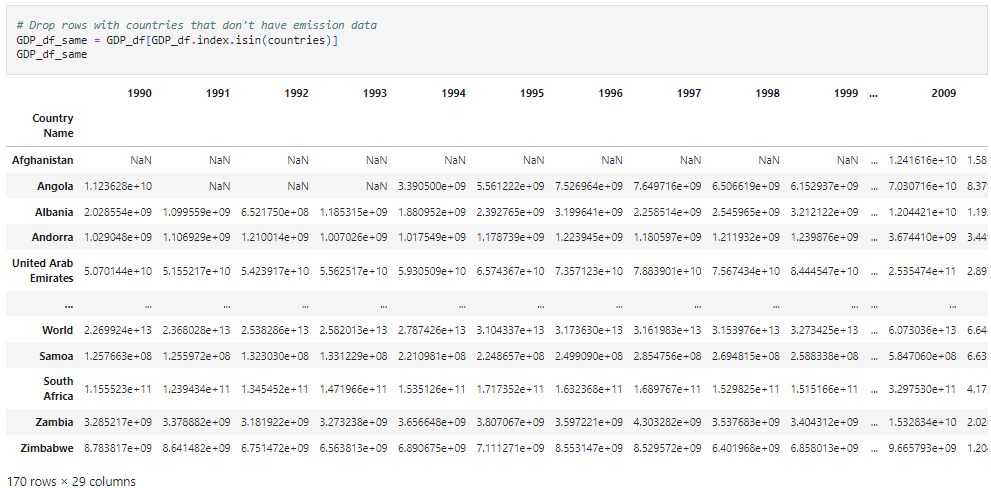 # Drop rows with countries that don't have emission data
GDP_df_same = GDP_df[GDP_df.index.isin(countries)]
GDP_df_same
1990 1991 1992 1993 1994 1995 1996 1997 1998 1999 ... 2009
Country
Name
Afghanistan NaN NaN NaN NaN NaN NaN NaN NaN NaN NaN ... 1.241616e+10 1.58
Angola 1.123628e+10 NaN NaN NaN 3.390500e+09 5.561222e+09 7.526964e+09 7.649716e+09 6.506619e+09 6.152937e+09 ... 7.030716e+10 8.37
Albania 2.028554e+09 1.099559e+09 6.521750e+08 1.185315e+09 1.880952e+09 2.392765e+09 3.199641e+09 2.258514e+09 2.545965e+09 3.212122e+09 ... 1.204421e+10 1.19
Andorra 1.029048e+09 1.106929e+09 1.210014e+09 1.007026e+09 1.017549e+09 1.178739e+09 1.223945e+09 1.180597e+09 1.211932e+09 1.239876e+09 ... 3.674410e+09 3.44
United Arab
Emirates 5.070144e+10 5.155217e+10 5.423917e+10 5.562517e+10 5.930509e+10 6.574367e+10 7.357123e+10 7.883901e+10 7.567434e+10 8.444547e+10 ... 2.535474e+11 2.89
... ... ... ... ... ... ... ... ... ... ... ... ...
World 2.269924e+13 2.368028e+13 2.538286e+13 2.582013e+13 2.787426e+13 3.104337e+13 3.173630e+13 3.161983e+13 3.153976e+13 3.273425e+13 ... 6.073036e+13 6.64
Samoa 1.257663e+08 1.255972e+08 1.323030e+08 1.331229e+08 2.210981e+08 2.248657e+08 2.499090e+08 2.854756e+08 2.694815e+08 2.588338e+08 ... 5.847060e+08 6.63
South
Africa 1.155523e+11 1.239434e+11 1.345452e+11 1.471966e+11 1.535126e+11 1.717352e+11 1.632368e+11 1.689767e+11 1.529825e+11 1.515166e+11 ... 3.297530e+11 4.17
Zambia 3.285217e+09 3.378882e+09 3.181922e+09 3.273238e+09 3.656648e+09 3.807067e+09 3.597221e+09 4.303282e+09 3.537683e+09 3.404312e+09 ... 1.532834e+10 2.02
Zimbabwe 8.783817e+09 8.641482e+09 6.751472e+09 6.563813e+09 6.890675e+09 7.111271e+09 8.553147e+09 8.529572e+09 6.401968e+09 6.858013e+09 ... 9.665793e+09 1.20
170 rows × 29 columns